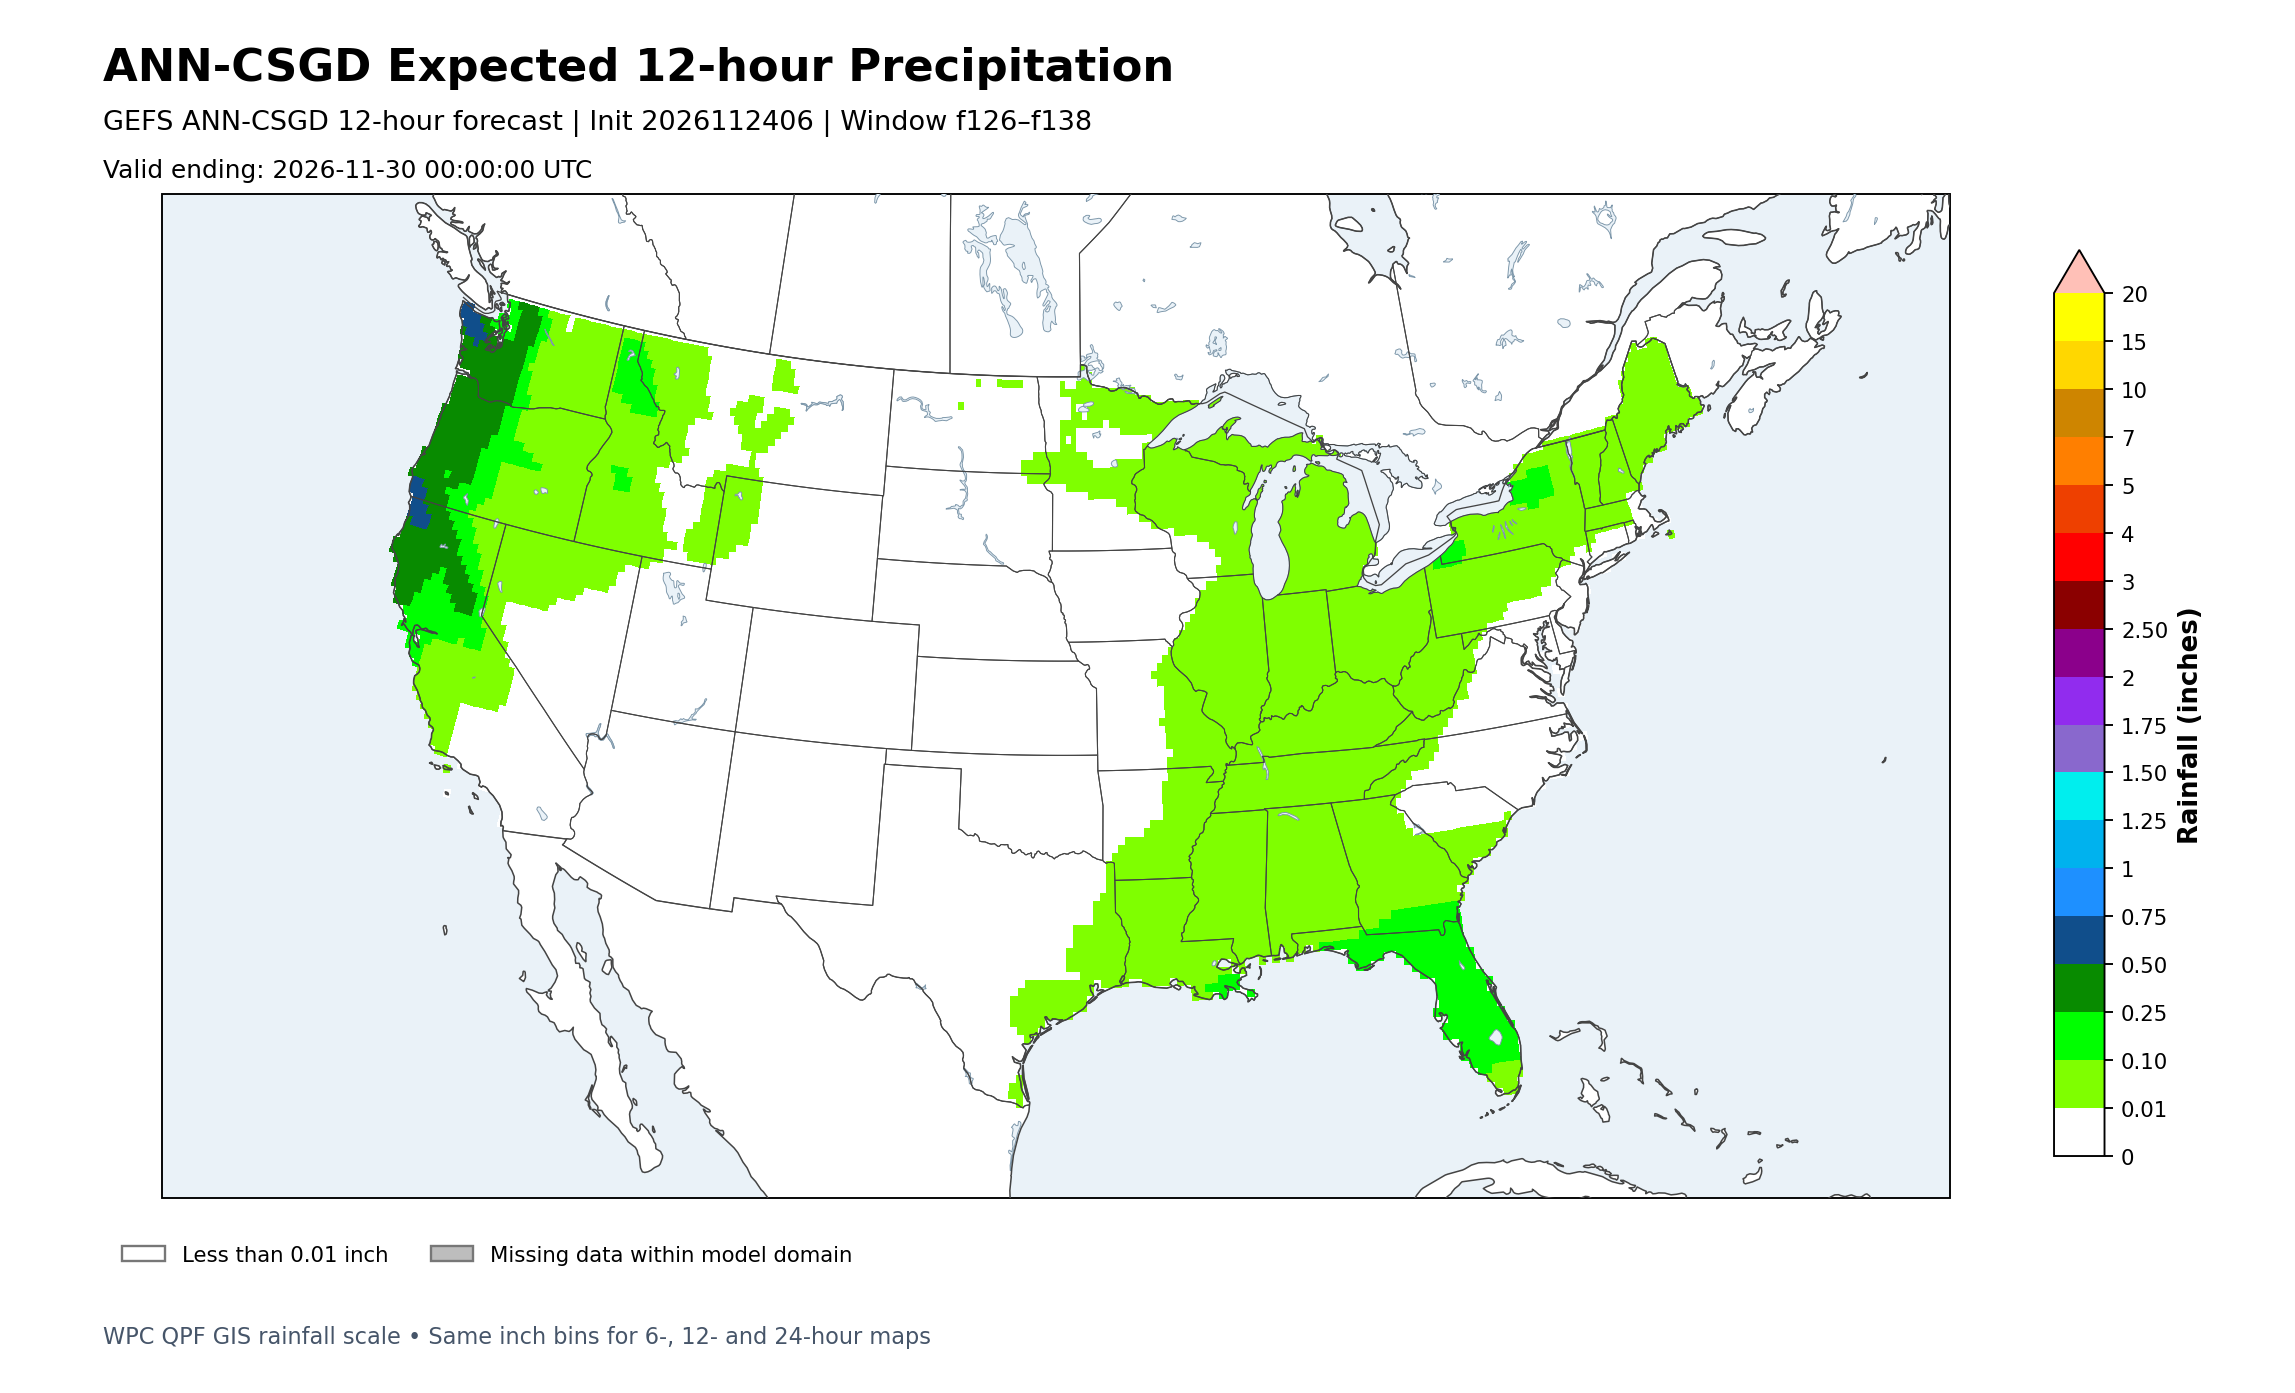 ANN-CSGD Expected 12-hour Precipitation
GEFS ANN-CSGD 12-hour forecast | Init 2026112406 | Window f126–f138
Valid ending: 2026-11-30 00:00:00 UTC
20
15
10
7
5
4
3
2.50
2
1.75
1.50
1.25
1
0.75
0.50
0.25
0.10
0.01
0
Rainfall (inches)
Less than 0.01 inch
Missing data within model domain
WPC QPF GIS rainfall scale • Same inch bins for 6-, 12- and 24-hour maps